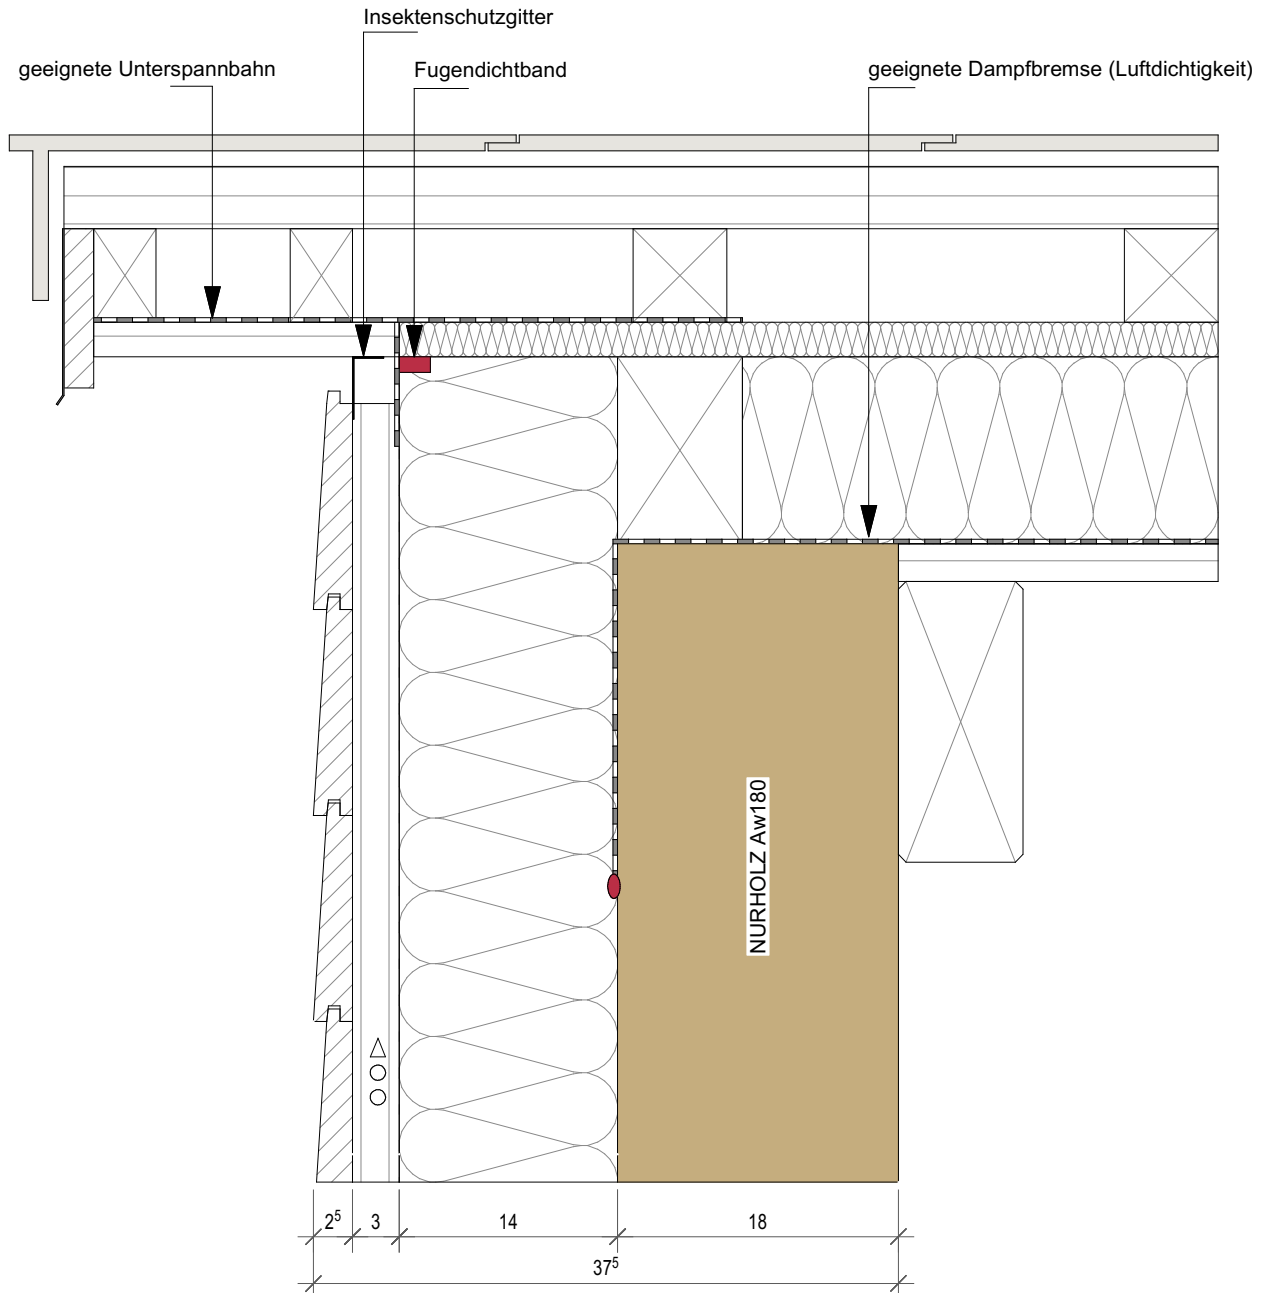 Insektenschutzgitter
geeignete Unterspannbahn
Fugendichtband
geeignete Dampfbremse (Luftdichtigkeit)
NURHOLZ Aw180
2⁵
3
14
18
37⁵